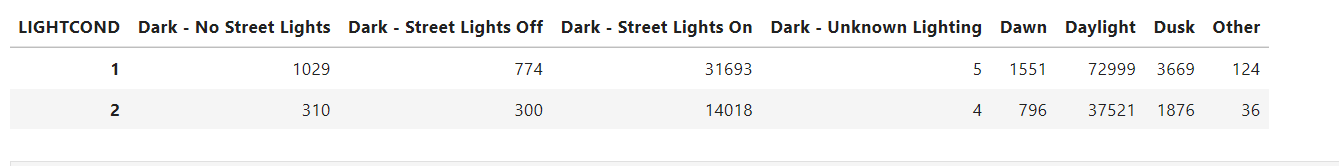 LIGHTCOND Dark - No Street Lights Dark - Street Lights Off Dark - Street Lights On Dark - Unknown Lighting Dawn Daylight Dusk Other
1 1029 774 31693 5 1551 72999 3669 124
2 310 300 14018 4 796 37521 1876 36